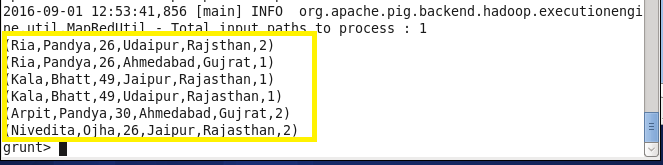 2016-09-01 12:53:41,856 [main] INFO  org.apache.pig.backend.hadoop.executionengi
ne.util.MapRedUtil - Total input paths to process : 1
(Ria,Pandya,26,Udaipur,Rajsthan,2)
(Ria,Pandya,26,Ahmedabad,Gujrat,1)
(Kala,Bhatt,49,Jaipur,Rajasthan,1)
(Kala,Bhatt,49,Udaipur,Rajasthan,1)
(Arpit,Pandya,30,Ahmedabad,Gujrat,2)
(Nivedita,Ojha,26,Jaipur,Rajasthan,2)
grunt>